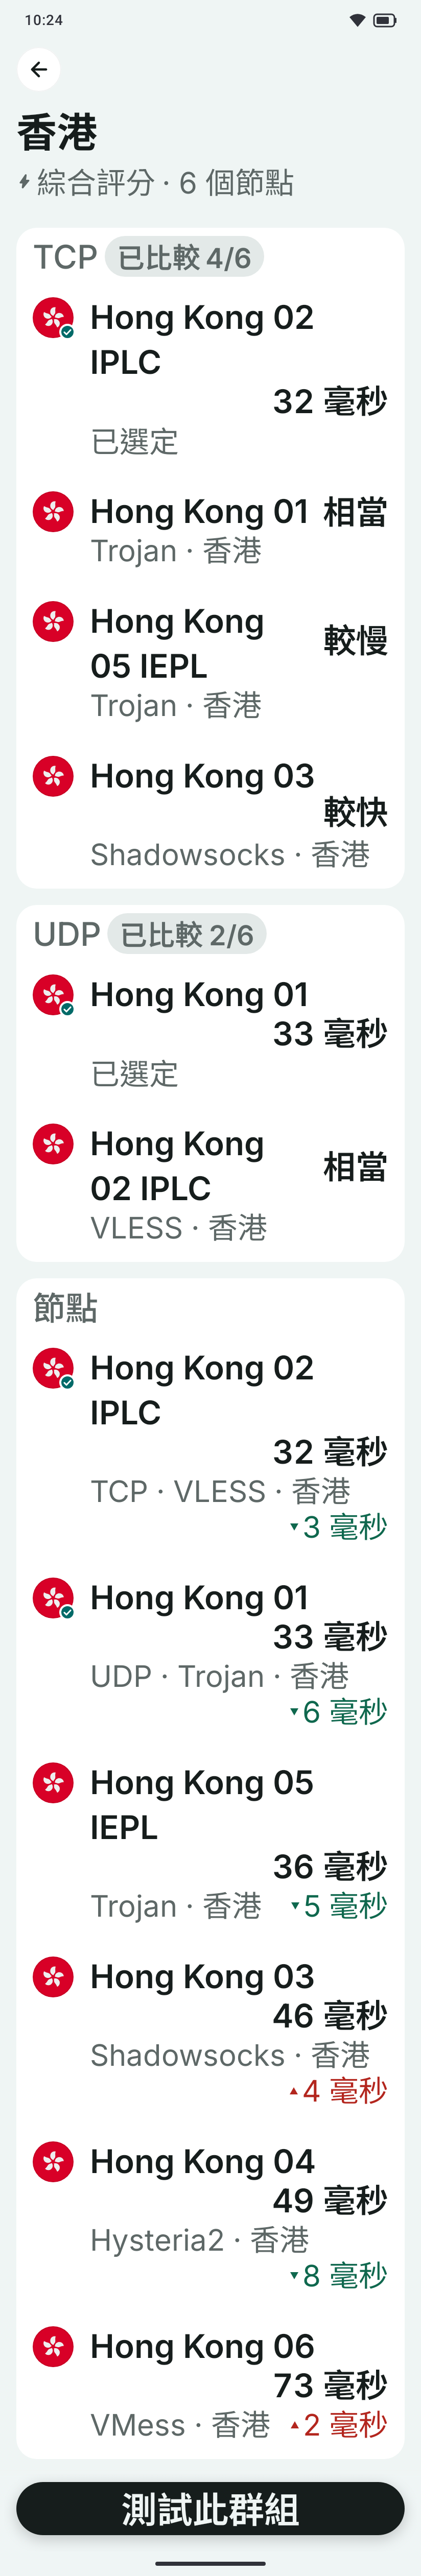 10:24
香港
綜合評分 · 6 個節點
TCP 已比較 4/6
Hong Kong 02
IPLC
32 毫秒
已選定
Hong Kong 01 相當
Trojan · 香港
Hong Kong
05 IEPL
較慢
Trojan · 香港
Hong Kong 03
較快
Shadowsocks · 香港
UDP 已比較 2/6
Hong Kong 01
33 毫秒
已選定
Hong Kong
02 IPLC
相當
VLESS · 香港
節點
Hong Kong 02
IPLC
32 毫秒
TCP · VLESS · 香港
▼3 毫秒
Hong Kong 01
33 毫秒
UDP · Trojan · 香港
▼6 毫秒
Hong Kong 05
IEPL
36 毫秒
Trojan · 香港 ▼5 毫秒
Hong Kong 03
46 毫秒
Shadowsocks · 香港
▲4 毫秒
Hong Kong 04
49 毫秒
Hysteria2 · 香港
▼8 毫秒
Hong Kong 06
73 毫秒
VMess · 香港 ▲2 毫秒
測試此群組